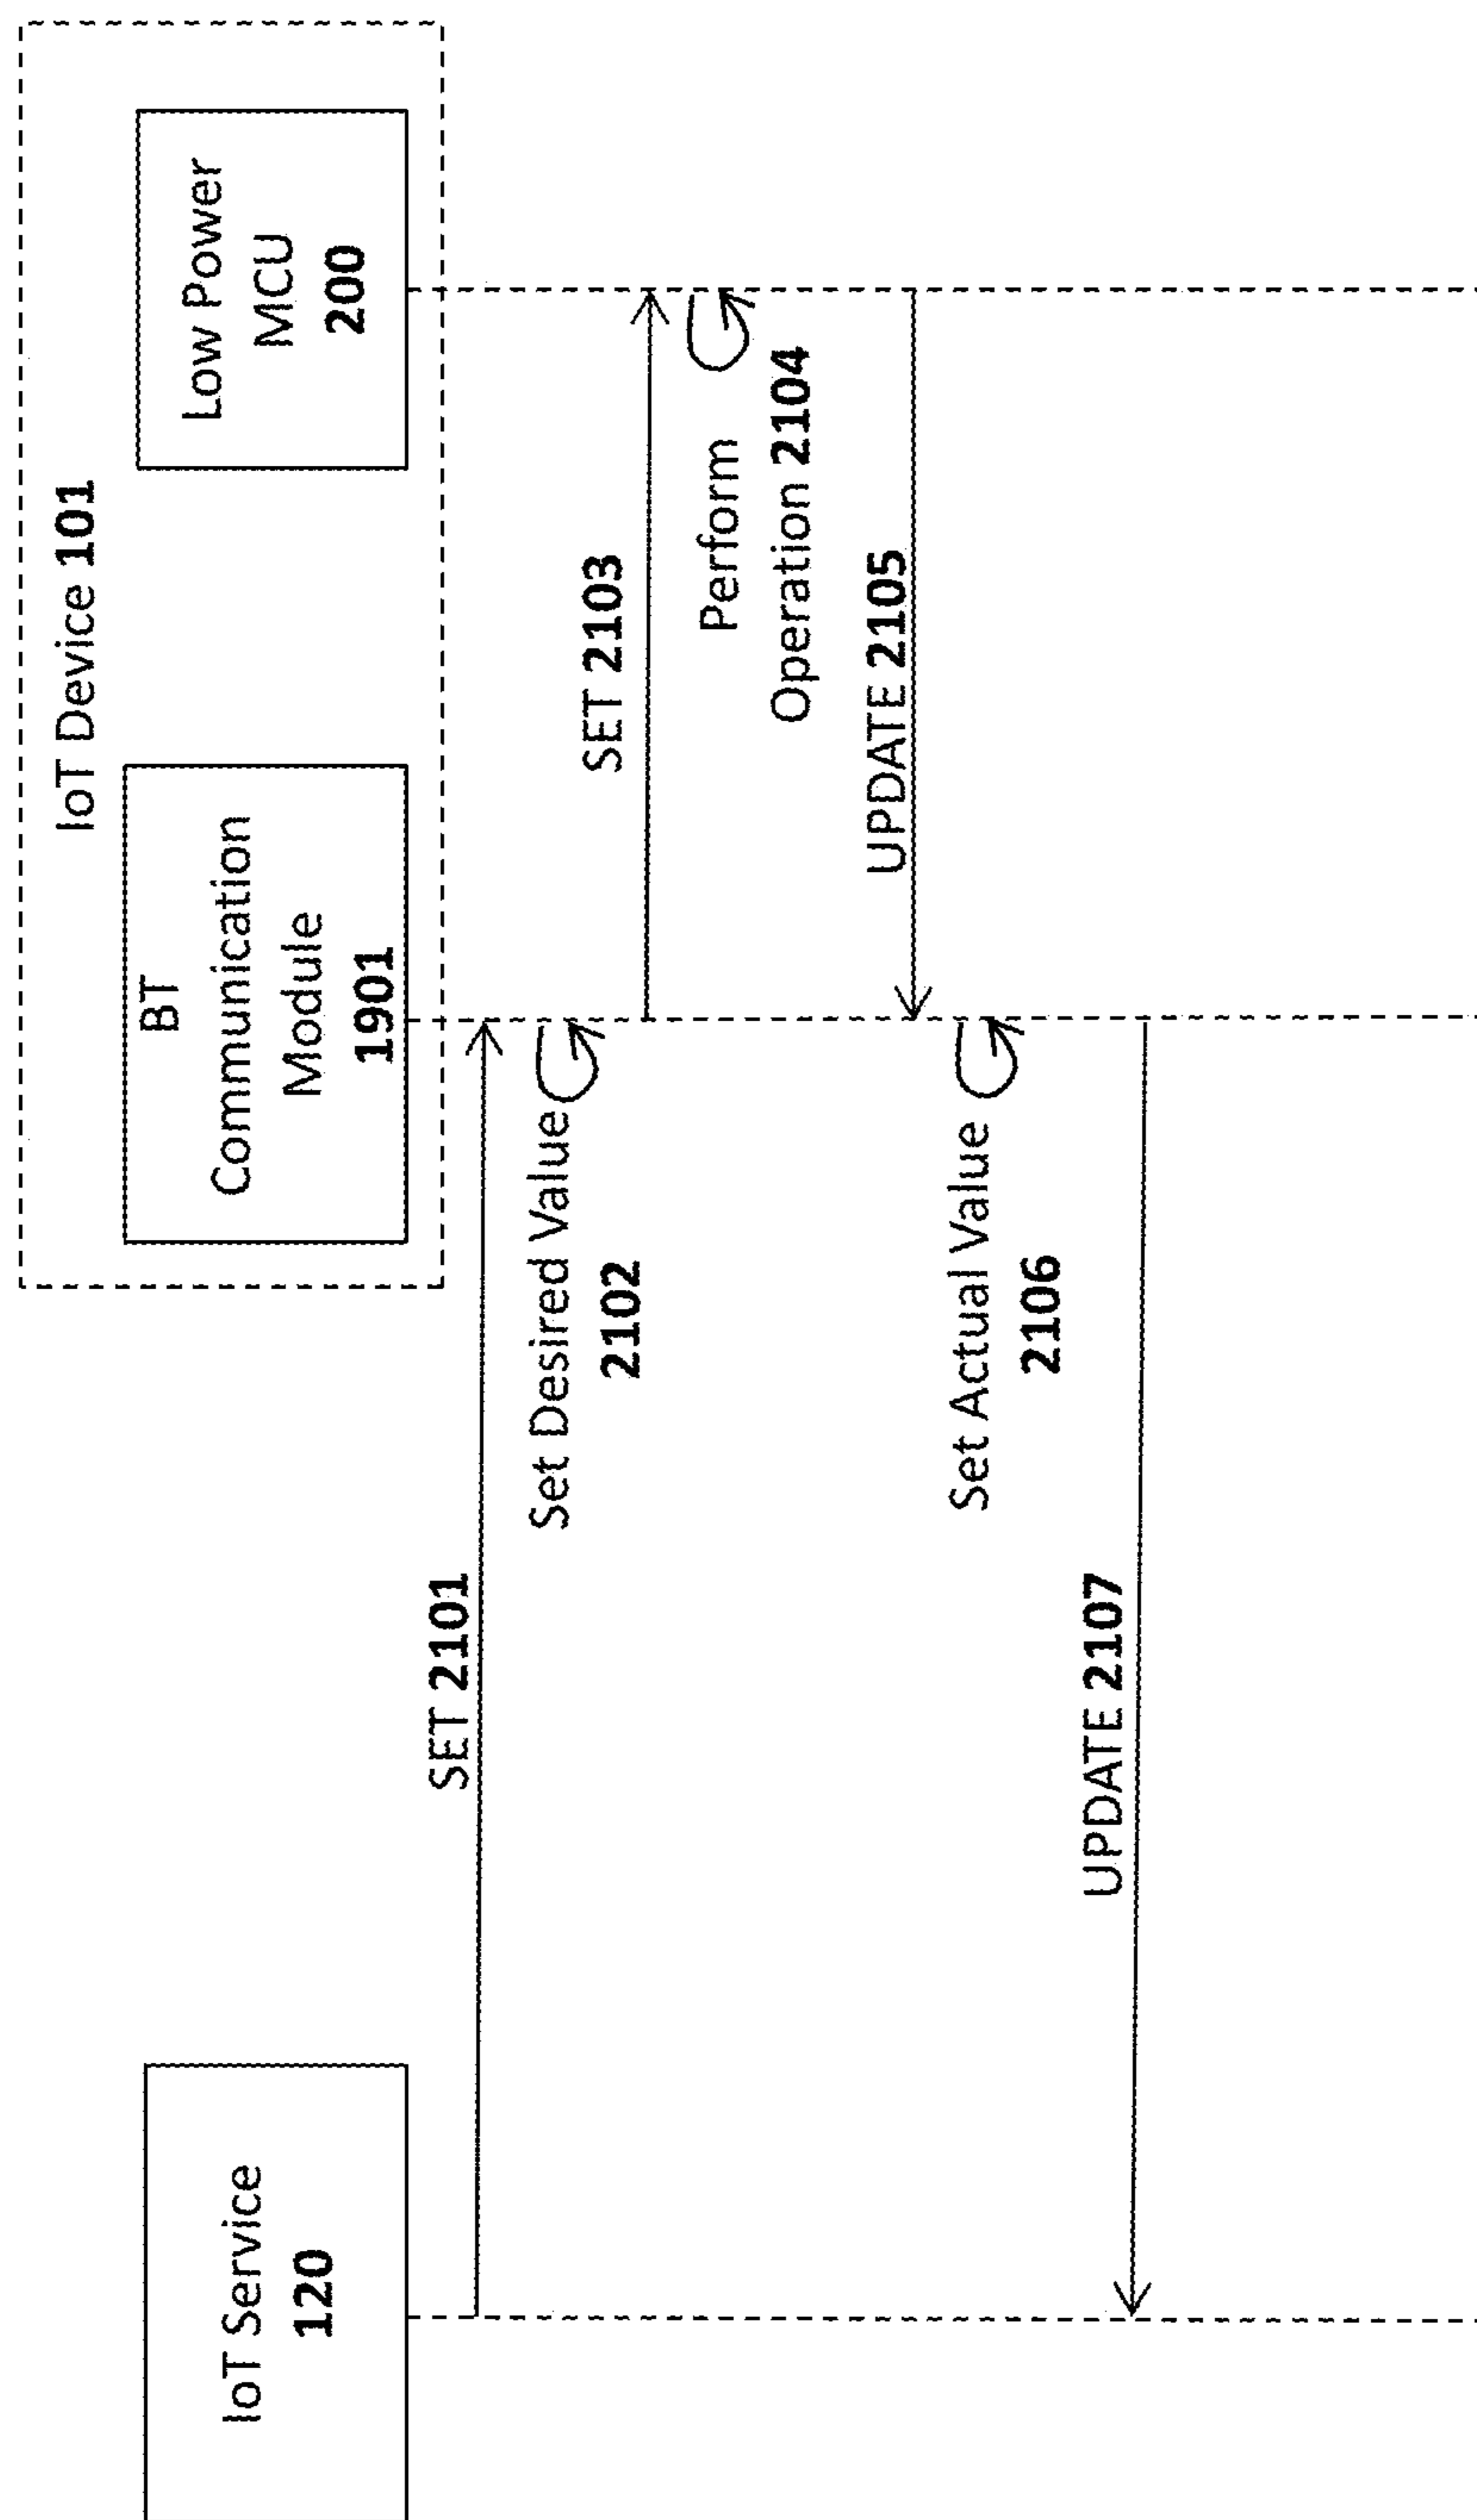 IoT Device 101
IoT Service
120
BT
Communication
Module
1901
Low Power
MCU
200
SET 2101
Set Desired Value
2102
SET 2103
Perform
Operation 2104
UPDATE 2105
Set Actual Value
2106
UPDATE 2107